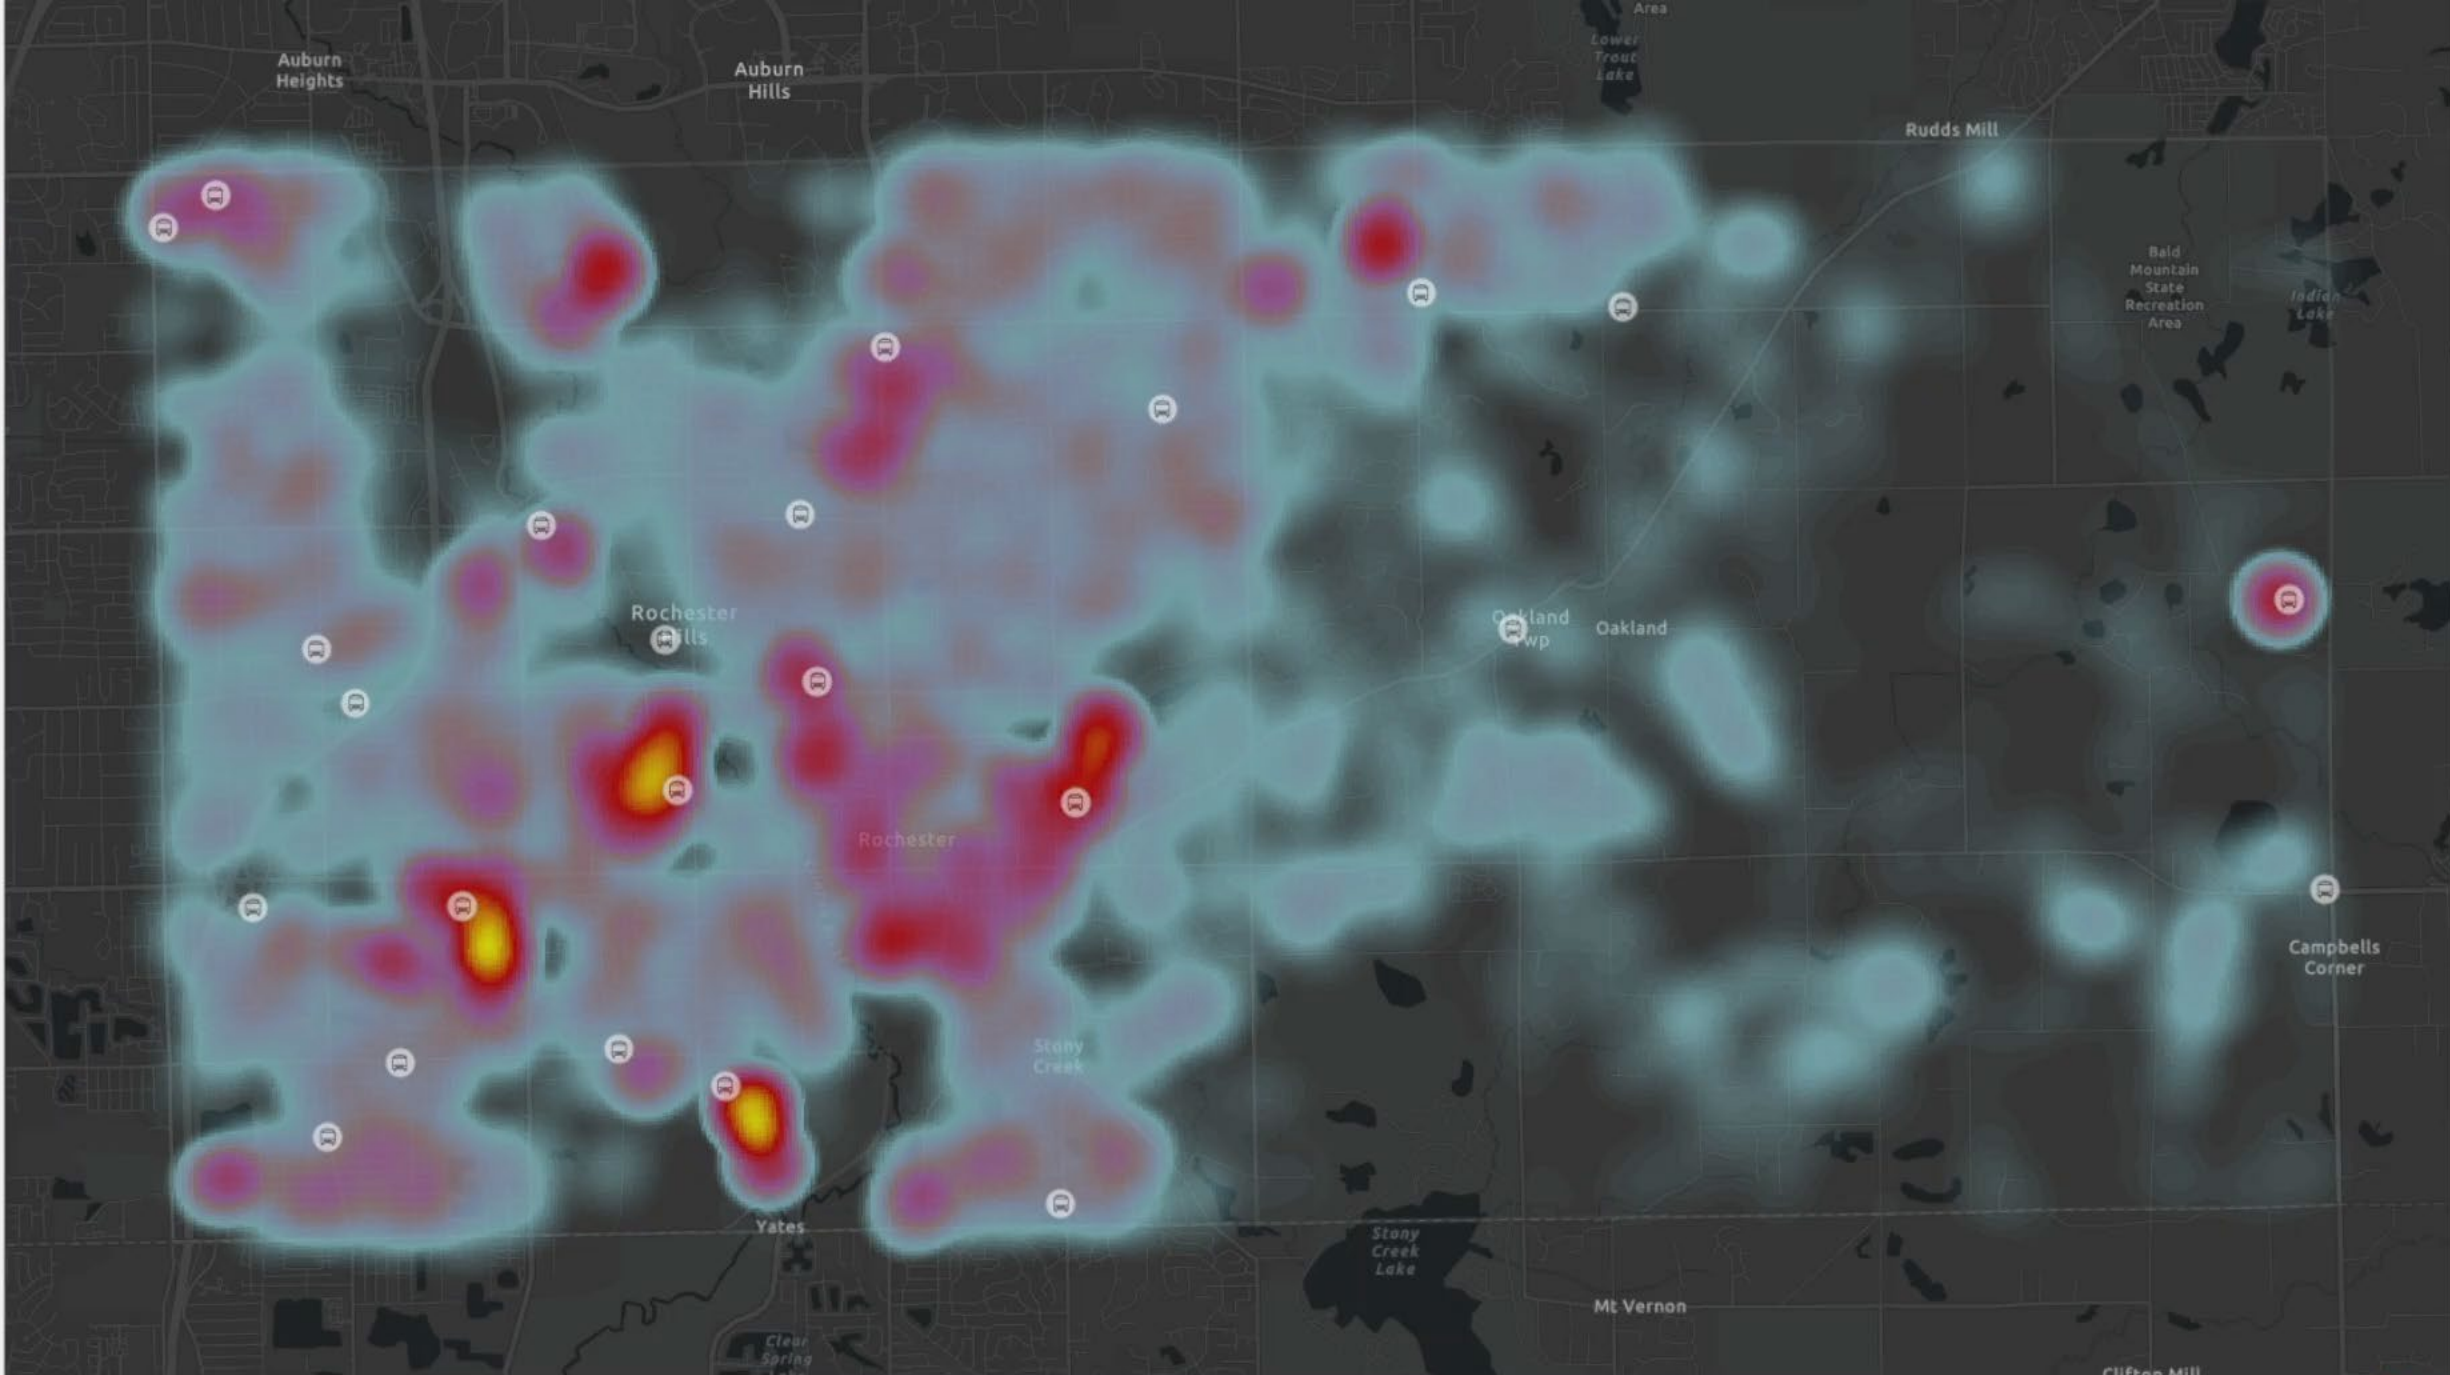 Area
Auburn
Heights
Auburn
Hills
Lower
Trout
Lake
Rudds Mill
Bald
Mountain
State
Recreation
Area
Indian
Lake
Rochester
Hills
Oakland
Twp
Oakland
Rochester
Campbells
Corner
Stony
Creek
Yates
Stony
Creek
Lake
Mt Vernon
Clear
Spring
Clifton Mill